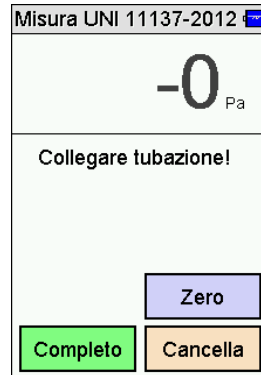 Misura UNI 11137-2012
-0 Pa
Collegare tubazione!
Zero
Completo Cancella